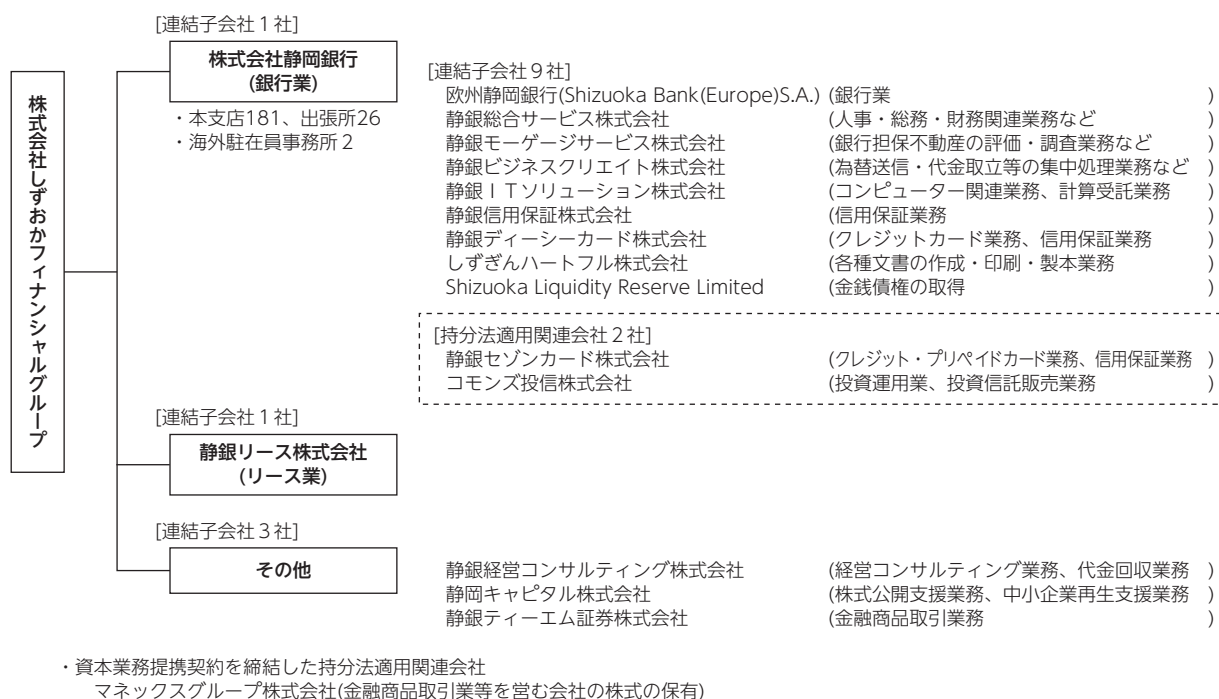 株式会社しずおかフィナンシャルグループ
[連結子会社1社]
株式会社静岡銀行
(銀行業)
・本支店181、出張所26
・海外駐在員事務所2
[連結子会社9社]
欧州静岡銀行(Shizuoka Bank(Europe)S.A.) (銀行業)
静銀総合サービス株式会社 (人事・総務・財務関連業務など)
静銀モーゲージサービス株式会社 (銀行担保不動産の評価・調査業務など)
静銀ビジネスクリエイト株式会社 (為替送信・代金取立等の集中処理業務など)
静銀ITソリューション株式会社 (コンピューター関連業務、計算受託業務)
静銀信用保証株式会社 (信用保証業務)
静銀ディーシーカード株式会社 (クレジットカード業務、信用保証業務)
しずぎんハートフル株式会社 (各種文書の作成・印刷・製本業務)
Shizuoka Liquidity Reserve Limited (金銭債権の取得)
[持分法適用関連会社2社]
静銀セゾンカード株式会社 (クレジット・プリペイドカード業務、信用保証業務)
コモンズ投信株式会社 (投資運用業、投資信託販売業務)
[連結子会社1社]
静銀リース株式会社
(リース業)
[連結子会社3社]
その他
静銀経営コンサルティング株式会社 (経営コンサルティング業務、代金回収業務)
静岡キャピタル株式会社 (株式公開支援業務、中小企業再生支援業務)
静銀ティーエム証券株式会社 (金融商品取引業務)
・資本業務提携契約を締結した持分法適用関連会社
マネックスグループ株式会社(金融商品取引業等を営む会社の株式の保有)